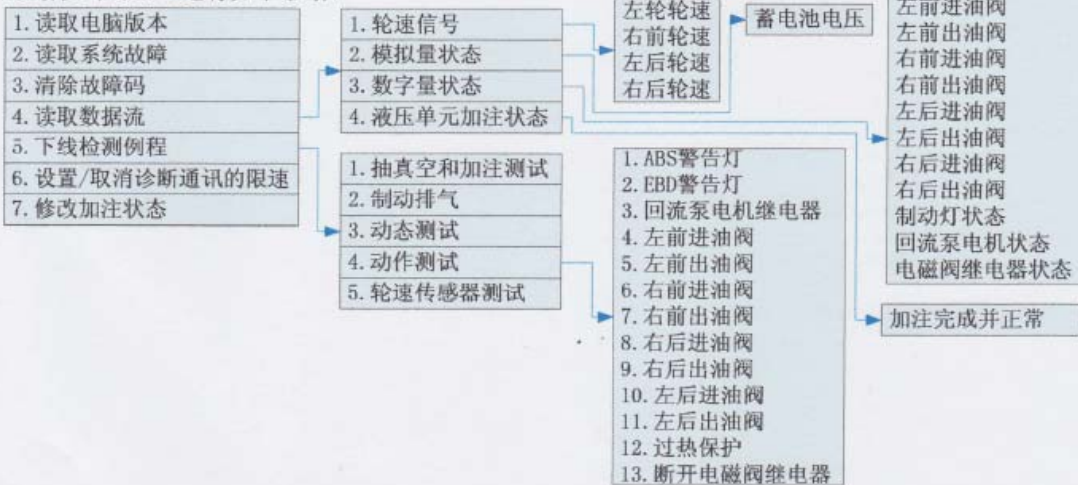 1. 读取电脑版本
2. 读取系统故障
3. 清除故障码
4. 读取数据流
5. 下线检测例程
6. 设置/取消诊断通讯的限速
7. 修改加注状态
1. 轮速信号
2. 模拟量状态
3. 数字量状态
4. 液压单元加注状态
1. 抽真空和加注测试
2. 制动排气
3. 动态测试
4. 动作测试
5. 轮速传感器测试
左轮轮速
右前轮速
左后轮速
右后轮速
蓄电池电压
1. ABS警告灯
2. EBD警告灯
3. 回流泵电机继电器
4. 左前进油阀
5. 左前出油阀
6. 右前进油阀
7. 右前出油阀
8. 右后进油阀
9. 右后出油阀
10. 左后进油阀
11. 左后出油阀
12. 过热保护
13. 断开电磁阀继电器
左前进油阀
左前出油阀
右前进油阀
右前出油阀
左后进油阀
左后出油阀
右后进油阀
右后出油阀
制动灯状态
回流泵电机状态
电磁阀继电器状态
加注完成并正常